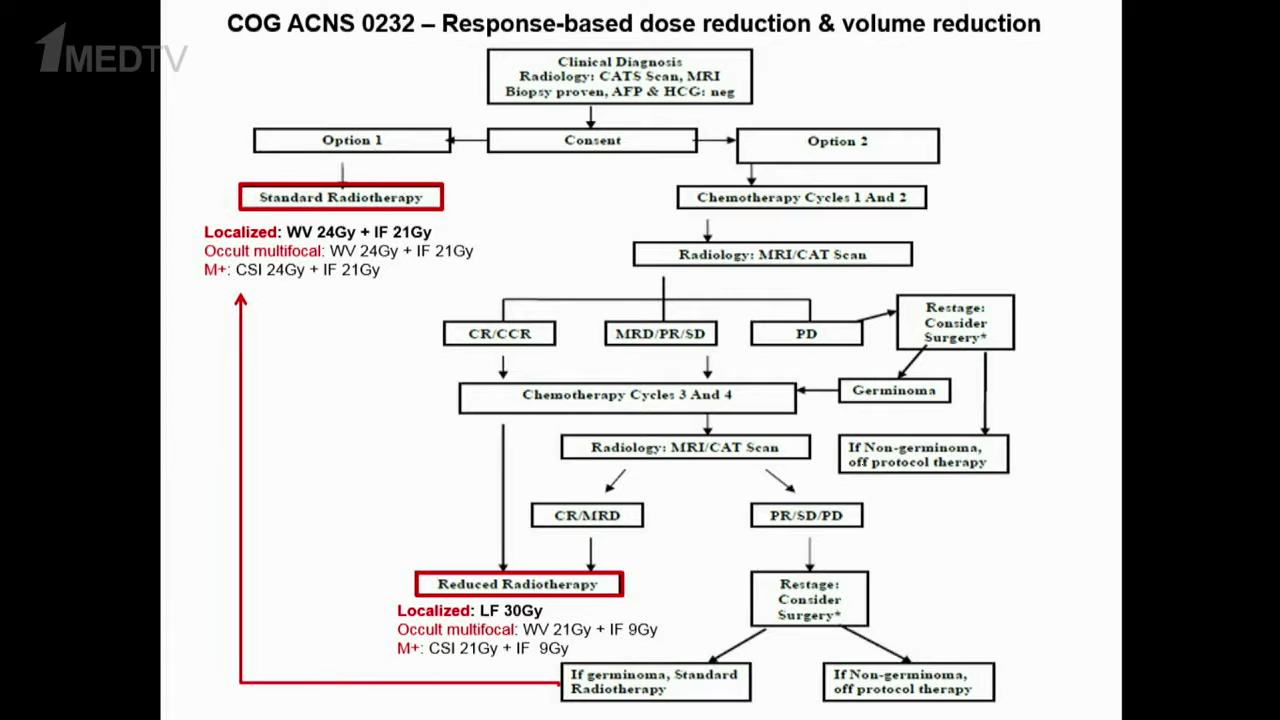 COG ACNS 0232 – Response-based dose reduction & volume reduction
1MEDTV
Clinical Diagnosis
Radiology: CATS Scan, MRI
Biopsy proven, AFP & HCG: neg
Option 1
Consent
Option 2
Standard Radiotherapy
Chemotherapy Cycles 1 And 2
Localized: WV 24Gy + IF 21Gy
Occult multifocal: WV 24Gy + IF 21Gy
M+: CSI 24Gy + IF 21Gy
Radiology: MRI/CAT Scan
CR/CCR
MRD/PR/SD
PD
Restage:
Consider
Surgery*
Chemotherapy Cycles 3 And 4
Germinoma
Radiology: MRI/CAT Scan
If Non-germinoma,
off protocol therapy
CR/MRD
PR/SD/PD
Reduced Radiotherapy
Localized: LF 30Gy
Occult multifocal: WV 21Gy + IF 9Gy
M+: CSI 21Gy + IF 9Gy
Restage:
Consider
Surgery*
If germinoma, Standard
Radiotherapy
If Non-germinoma,
off protocol therapy